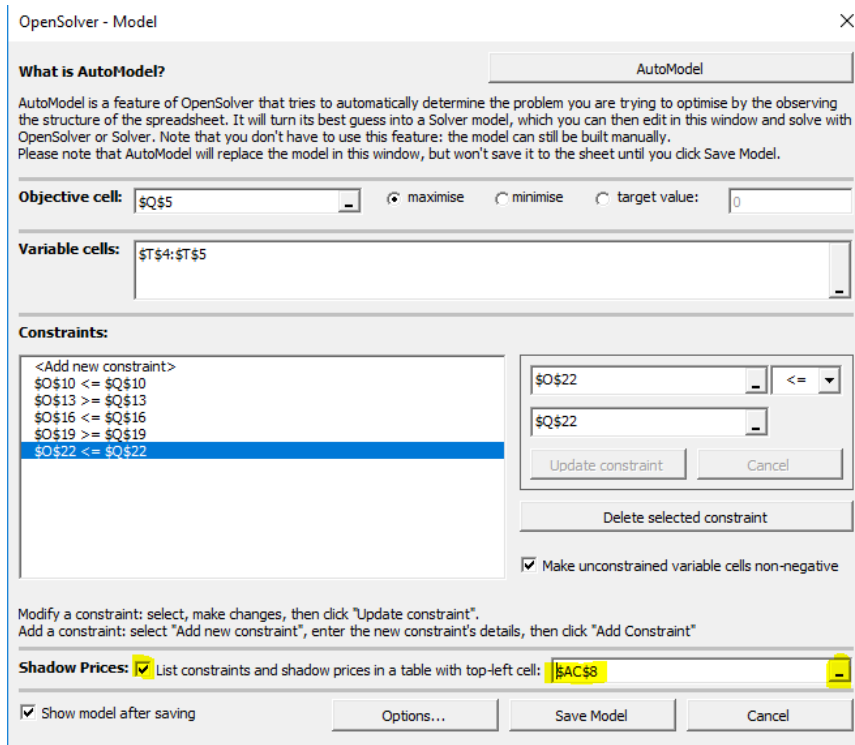 OpenSolver - Model
What is AutoModel?
AutoModel
AutoModel is a feature of OpenSolver that tries to automatically determine the problem you are trying to optimise by the observing
the structure of the spreadsheet. It will turn its best guess into a Solver model, which you can then edit in this window and solve with
OpenSolver or Solver. Note that you don't have to use this feature: the model can still be built manually.
Please note that AutoModel will replace the model in this window, but won't save it to the sheet until you click Save Model.
Objective cell: $Q$5 _ maximise minimise target value: 0
Variable cells: $T$4:$T$5 _
Constraints:
<Add new constraint>
$O$10 <= $Q$10
$O$13 >= $Q$13
$O$16 <= $Q$16
$O$19 >= $Q$19
$O$22 <= $Q$22
$O$22 _ <=
$Q$22 _
Update constraint Cancel
Delete selected constraint
Make unconstrained variable cells non-negative
Modify a constraint: select, make changes, then click "Update constraint".
Add a constraint: select "Add new constraint", enter the new constraint's details, then click "Add Constraint"
Shadow Prices: List constraints and shadow prices in a table with top-left cell: $AC$8 _
Show model after saving Options... Save Model Cancel